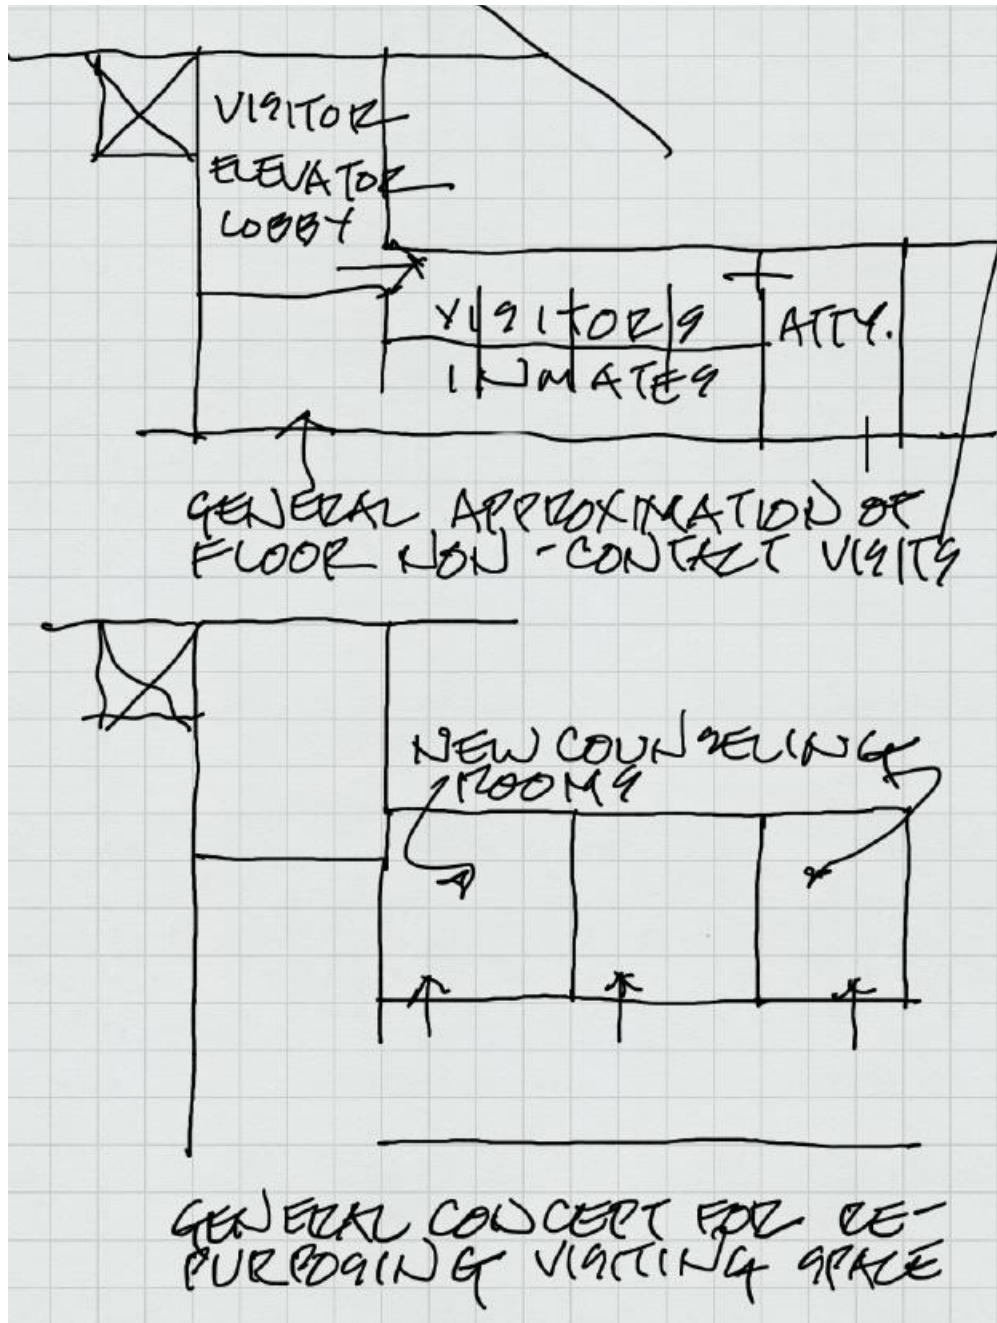 VISITOR
ELEVATOR
LOBBY
VISITORS
INMATES
ATTY.
GENERAL APPROXIMATION OF
FLOOR NON-CONTACT VISITS
NEW COUNSELING
ROOMS
GENERAL CONCEPT FOR RE-
PURPOSING VISITING SPACE